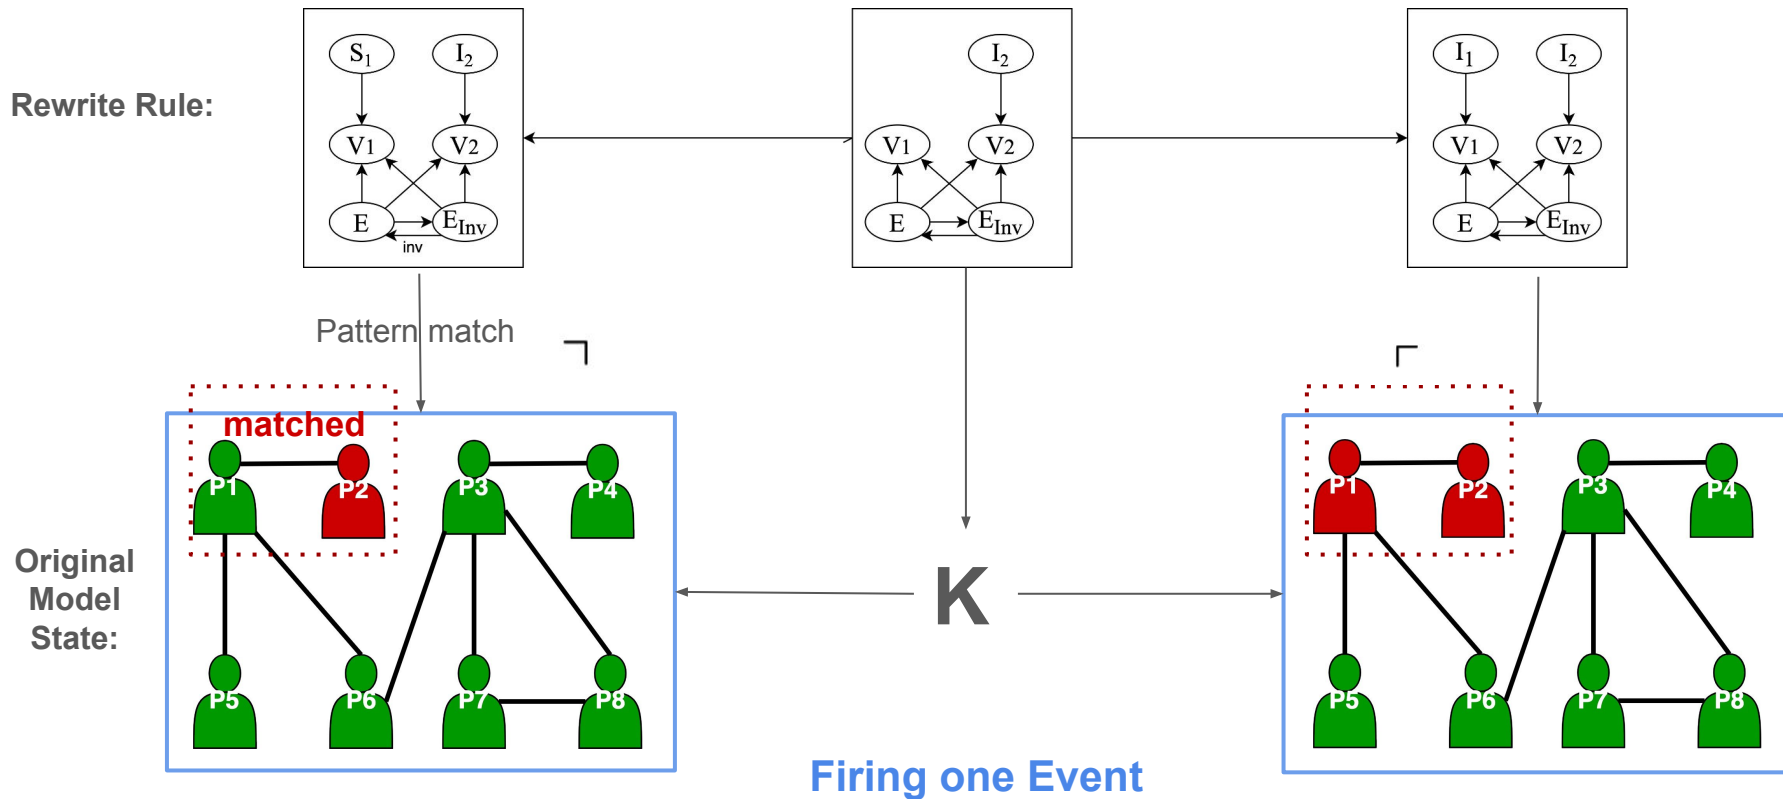 Rewrite Rule:
S1 I2
V1 V2
E EInv
inv
I2
V1 V2
E EInv
I1 I2
V1 V2
E EInv
Pattern match
matched
P1 P2 P3 P4
P5 P6 P7 P8
Original
Model
State:
K
P1 P2 P3 P4
P5 P6 P7 P8
Firing one Event